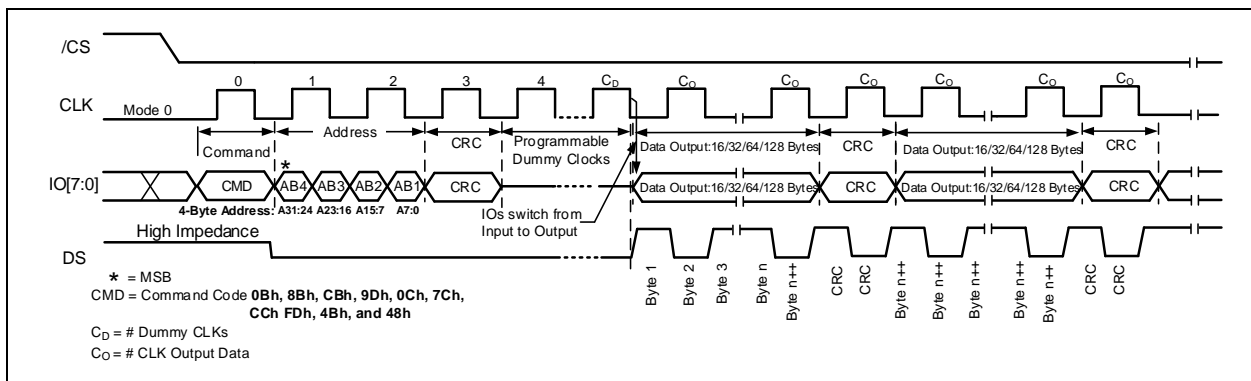 /CS
0 1 2 3 4 CD CO CO CO CO CO CO
CLK Mode 0
Command Address CRC Programmable Dummy Clocks Data Output:16/32/64/128 Bytes CRC Data Output:16/32/64/128 Bytes CRC
IO[7:0] CMD * AB4 AB3 AB2 AB1 CRC Data Output:16/32/64/128 Bytes CRC Data Output:16/32/64/128 Bytes CRC
4-Byte Address: A31:24 A23:16 A15:7 A7:0
IOs switch from
Input to Output
High Impedance
DS
Byte 1 Byte 2 Byte 3 Byte n Byte n++ CRC CRC Byte n++ Byte n++ Byte n++ Byte n++ Byte n++ CRC CRC
* = MSB
CMD = Command Code 0Bh, 8Bh, CBh, 9Dh, 0Ch, 7Ch,
CCh FDh, 4Bh, and 48h
CD = # Dummy CLKs
CO = # CLK Output Data